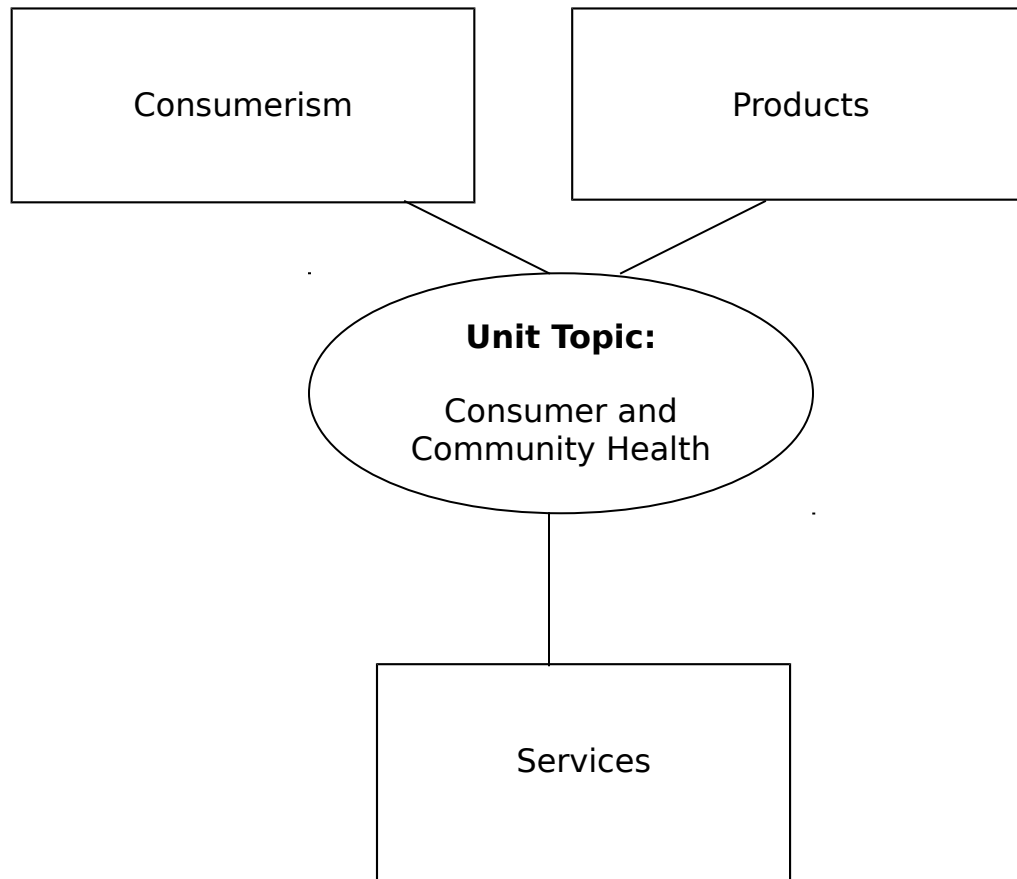 Consumerism
Products
Unit Topic:
Consumer and
Community Health
Services